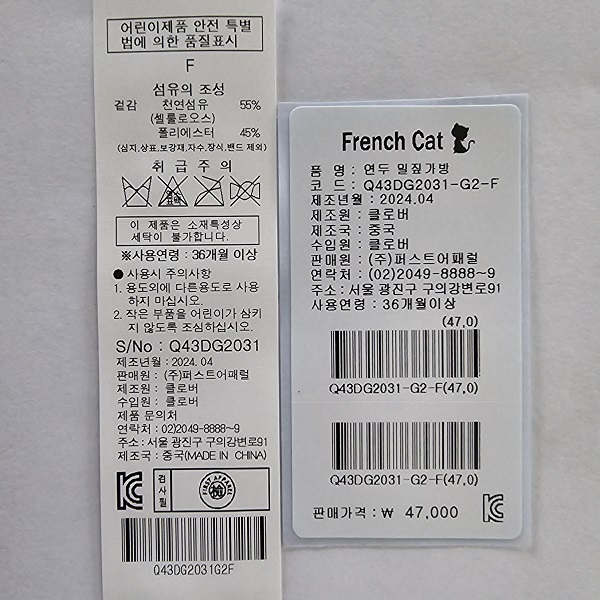 어린이제품 안전 특별
법에 의한 품질표시
F
섬유의 조성
겉감 천연섬유 55%
(셀룰로오스)
폴리에스터 45%
(심지,상표,보강재,자수,장식,밴드 제외)
취 급 주 의
이 제품은 소재특성상
세탁이 불가합니다.
※사용연령 : 36개월 이상
● 사용시 주의사항
1. 용도외에 다른용도로 사용
하지 마십시오.
2. 작은 부품을 어린이가 삼키
지 않도록 조심하십시오.
S/No : Q43DG2031
제조년월 : 2024.04
판매원 : (주)퍼스트어패럴
제조원 : 클로버
수입원 : 클로버
제품 문의처
연락처 : (02)2049-8888~9
주소 : 서울 광진구 구의강변로91
제조국 : 중국(MADE IN CHINA)
KC
검사필
FIRST APPAREL
檢
Q43DG2031G2F
French Cat
품 명 : 연두 밀짚가방
코 드 : Q43DG2031-G2-F
제조년월 : 2024.04
제조원 : 클로버
제조국 : 중국
수입원 : 클로버
판매원 : (주)퍼스트어패럴
연락처 : (02)2049-8888~9
주소 : 서울 광진구 구의강변로91
사용연령 : 36개월이상
(47.0)
Q43DG2031-G2-F(47.0)
Q43DG2031-G2-F(47.0)
판매가격 : ₩ 47,000
KC